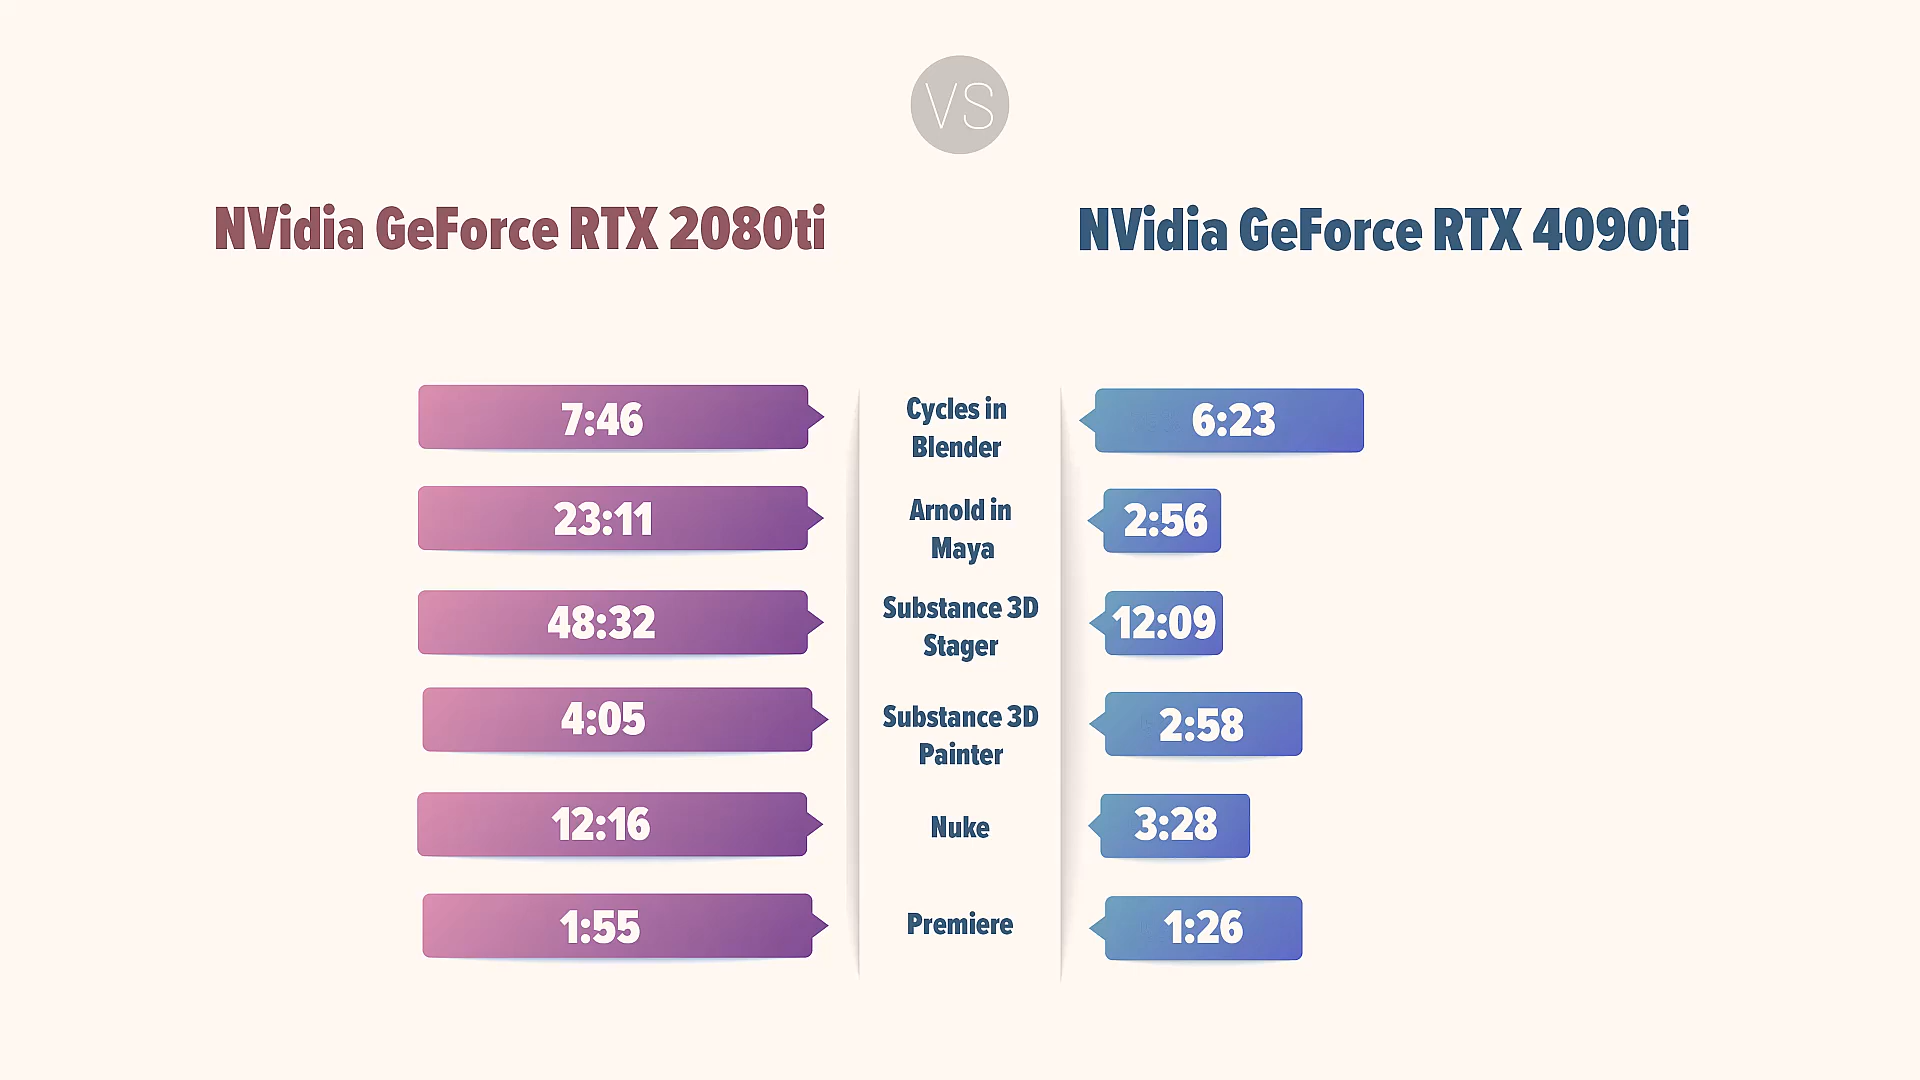 VS
NVidia GeForce RTX 2080ti
NVidia GeForce RTX 4090ti
7:46
Cycles in
Blender
6:23
23:11
Arnold in
Maya
2:56
48:32
Substance 3D
Stager
12:09
4:05
Substance 3D
Painter
2:58
12:16
Nuke
3:28
1:55
Premiere
1:26